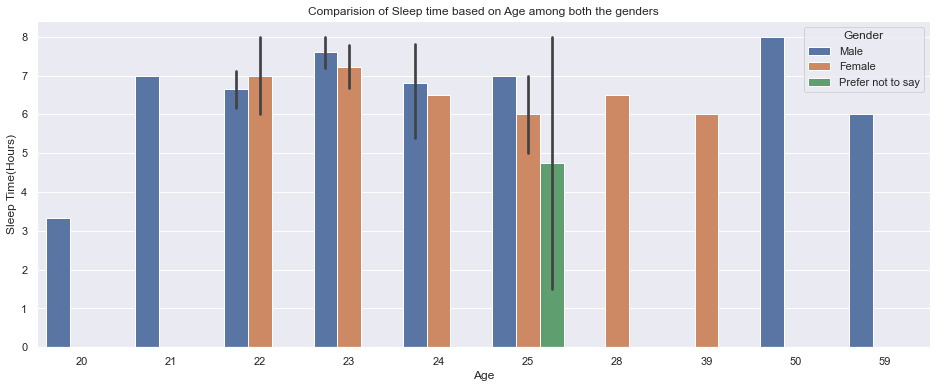 Comparision of Sleep time based on Age among both the genders
Gender
Male
Female
Prefer not to say
Sleep Time(Hours)
8
7
6
5
4
3
2
1
0
20 21 22 23 24 25 28 39 50 59
Age